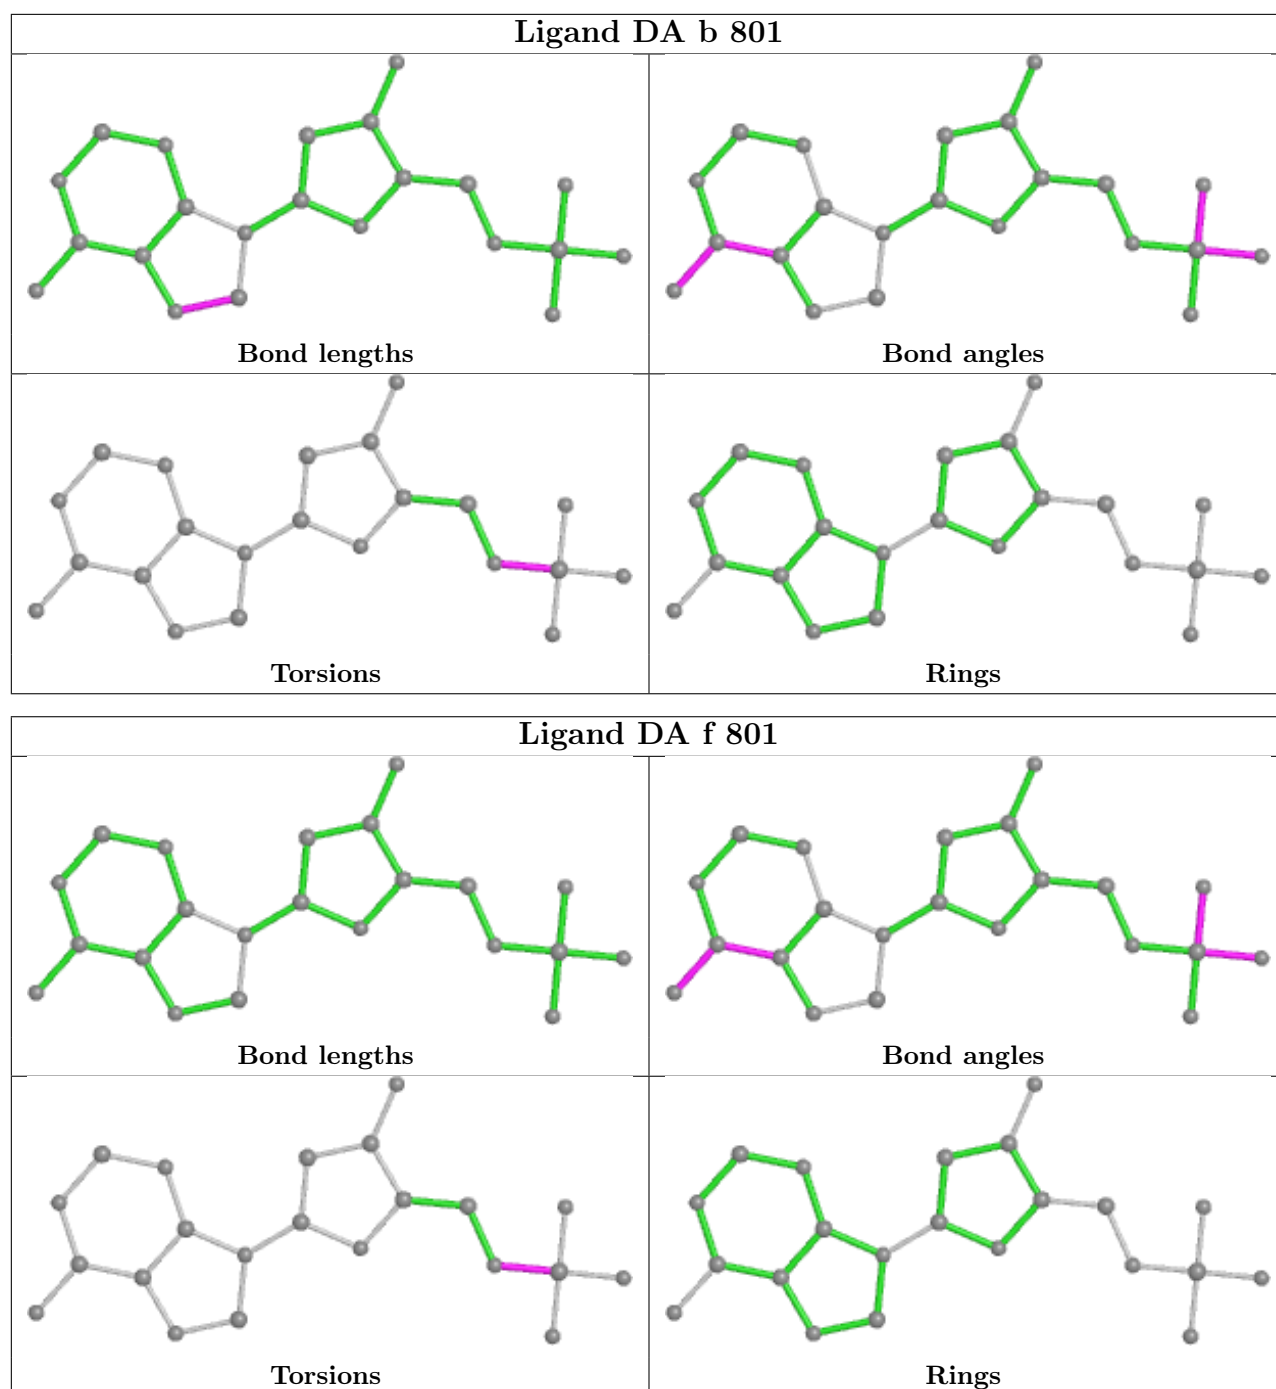 Ligand DA b 801
Bond lengths
Bond angles
Torsions
Rings
Ligand DA f 801
Bond lengths
Bond angles
Torsions
Rings